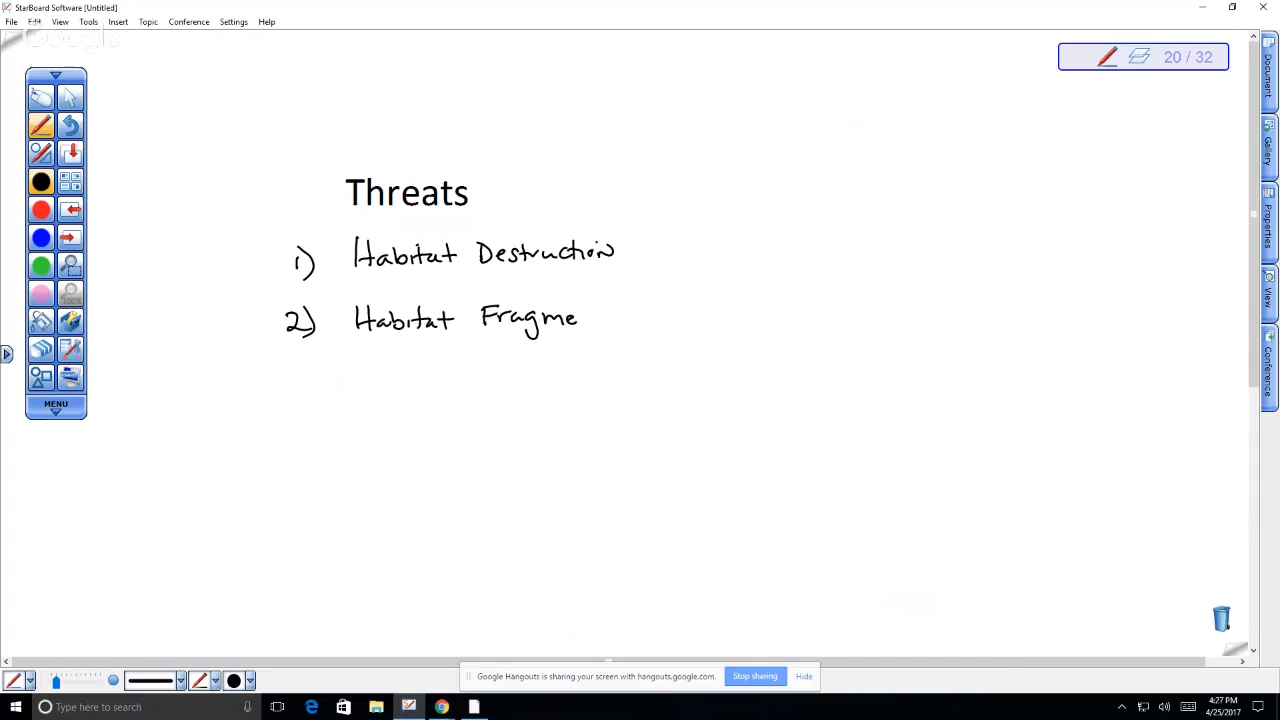 StarBoard Software [Untitled]
File Edit View Tools Insert Topic Conference Settings Help
Google
20 / 32
Document
Gallery
Properties
View
Conference
MENU
Threats
1) Habitat Destruction
2) Habitat Fragme
Google Hangouts is sharing your screen with hangouts.google.com. Stop sharing Hide
Type here to search
4:27 PM
4/25/2017